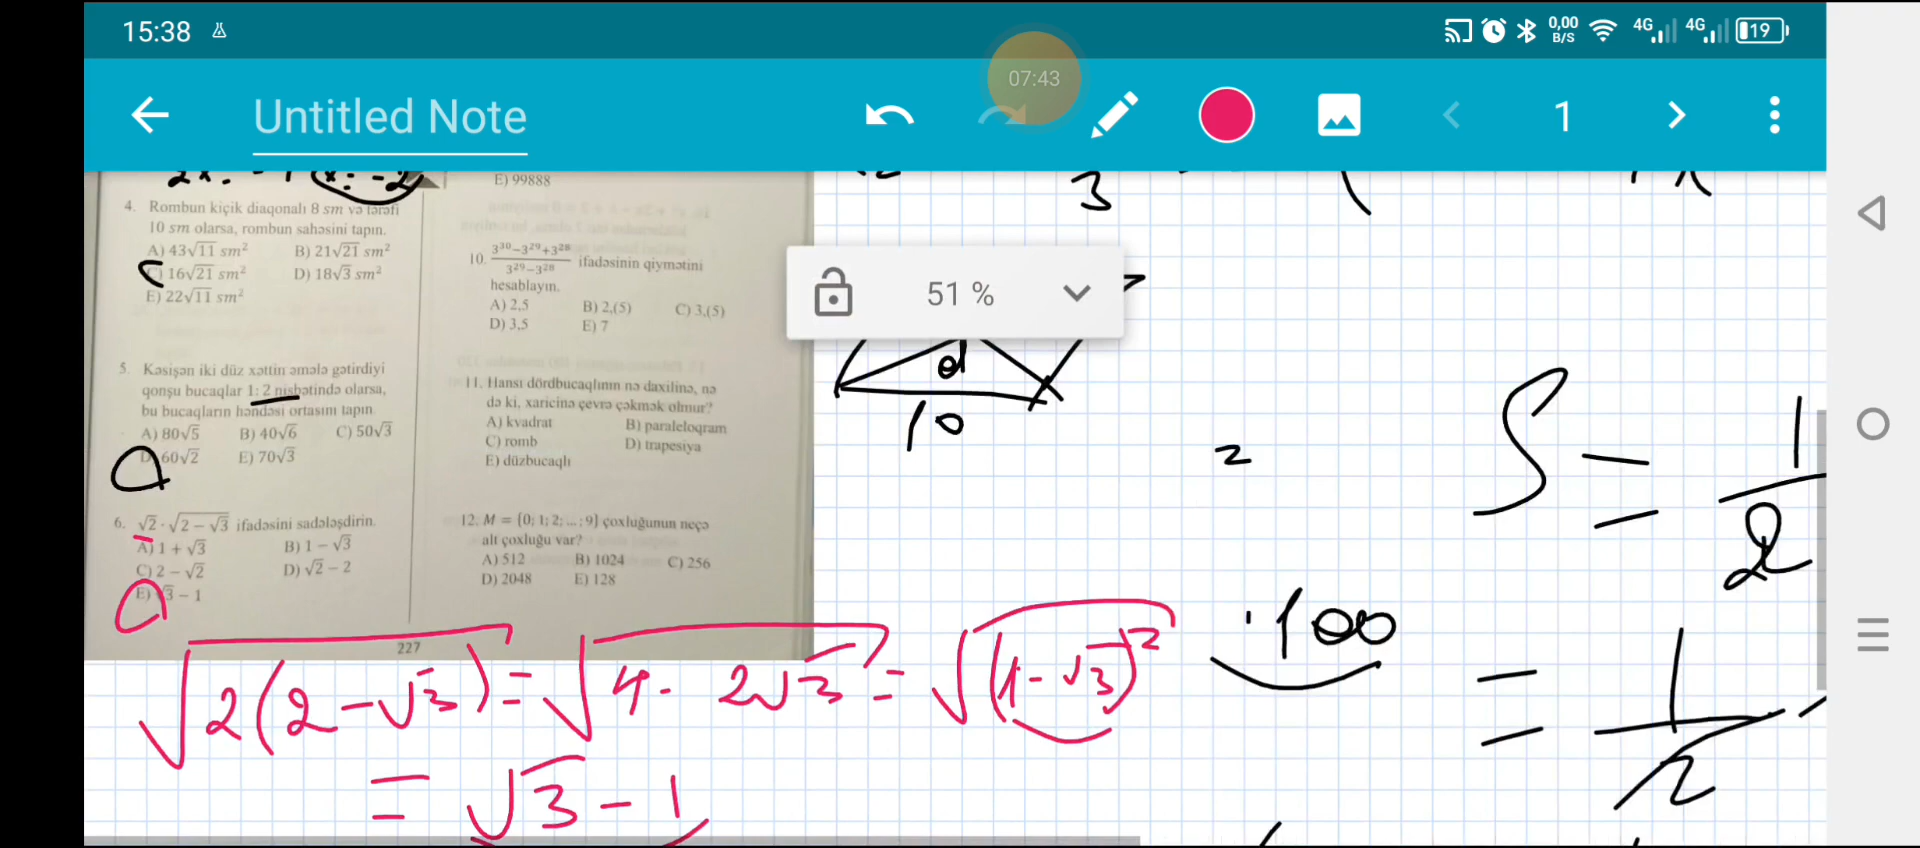 15:38
0,00 B/S
4G
4G
19
07:43
Untitled Note
1
51 %
E) 99888
4. Rombun kiçik diaqonalı 8 sm və tərəfi
10 sm olarsa, rombun sahəsini tapın.
A) 43√11 sm² B) 21√21 sm²
C) 16√21 sm² D) 18√3 sm²
E) 22√11 sm²
5. Kəsişən iki düz xəttin əmələ gətirdiyi
qonşu bucaqlar 1: 2 nisbətində olarsa,
bu bucaqların həndəsi ortasını tapın
A) 80√5 B) 40√6 C) 50√3
D) 60√2 E) 70√3
6. √2 · √(2 − √3) ifadəsini sadələşdirin.
A) 1 + √3 B) 1 − √3
C) 2 − √2 D) √2 − 2
E) √3 − 1
10. (3³⁰−3²⁹+3²⁸)/(3²⁹−3²⁸) ifadəsinin qiymətini
hesablayın.
A) 2,5 B) 2,(5) C) 3,(5)
D) 3,5 E) 7
11. Hansı dördbucaqlının nə daxilinə, nə
də ki, xaricinə çevrə çəkmək olmur?
A) kvadrat B) paraleloqram
C) romb D) trapesiya
E) düzbucaqlı
12. M = {0; 1; 2; ...; 9} çoxluğunun neçə
alt çoxluğu var?
A) 512 B) 1024 C) 256
D) 2048 E) 128
227
3
d
10
2
S = 1/2
·100
= 1/2
√(2(2−√3)) = √(4 - 2√3) = √((1-√3)²)
= √3 − 1